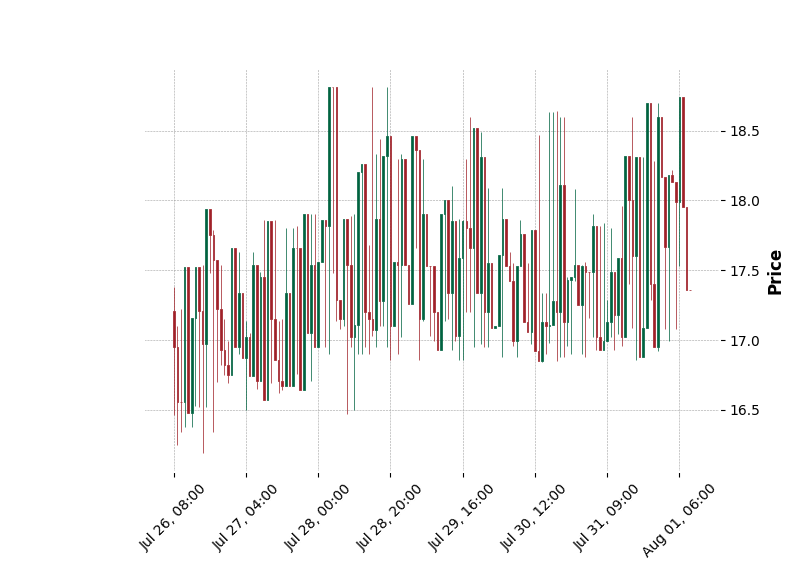 18.5
18.0
17.5
17.0
16.5
Price
Jul 26, 08:00
Jul 27, 04:00
Jul 28, 00:00
Jul 28, 20:00
Jul 29, 16:00
Jul 30, 12:00
Jul 31, 09:00
Aug 01, 06:00